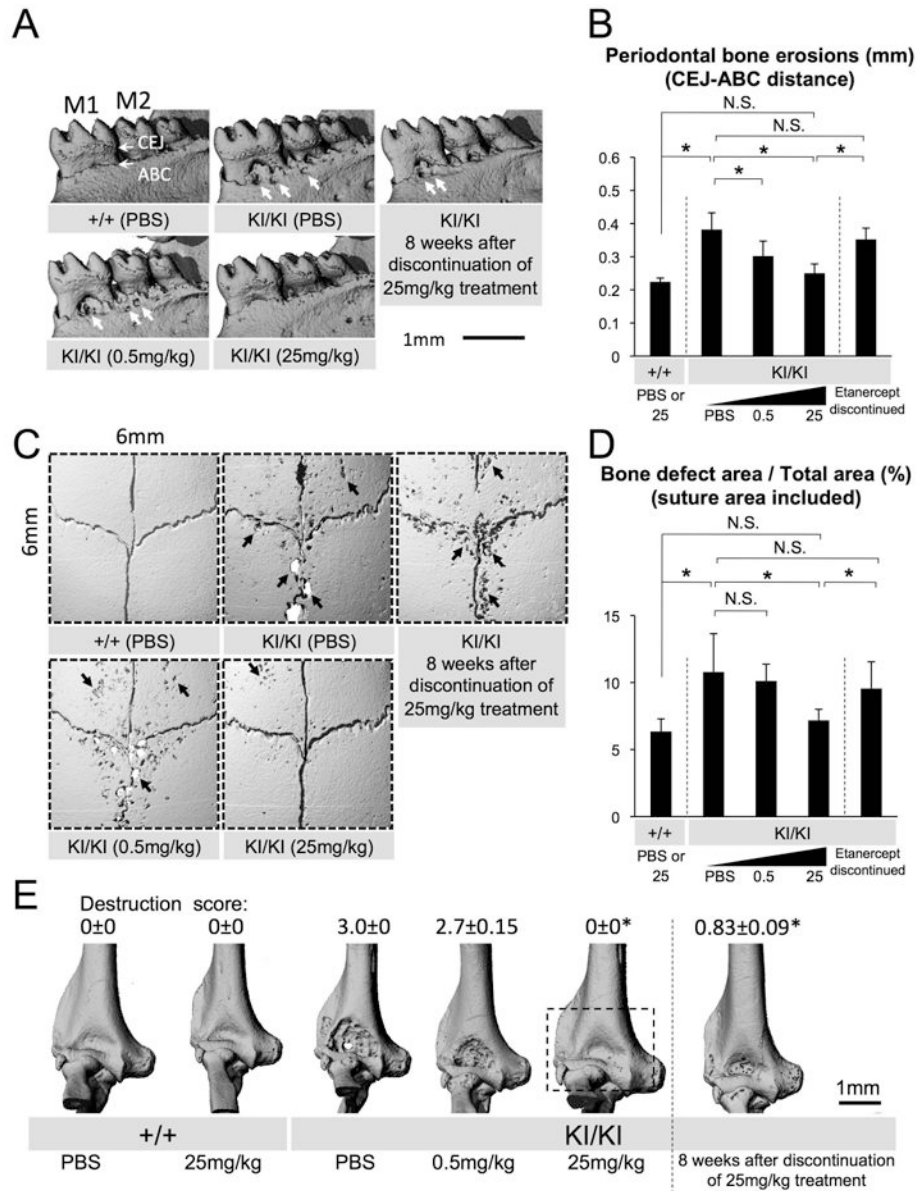 A
M1 M2
CEJ
ABC
+/+ (PBS)
KI/KI (PBS)
KI/KI
8 weeks after
discontinuation of
25mg/kg treatment
KI/KI (0.5mg/kg)
KI/KI (25mg/kg)
1mm
B
Periodontal bone erosions (mm)
(CEJ-ABC distance)
N.S.
N.S.
* * *
*
0.6
0.5
0.4
0.3
0.2
0.1
0
+/+
KI/KI
PBS or
25
PBS
0.5
25
Etanercept
discontinued
C
6mm
6mm
+/+ (PBS)
KI/KI (PBS)
KI/KI
8 weeks after
discontinuation of
25mg/kg treatment
KI/KI (0.5mg/kg)
KI/KI (25mg/kg)
D
Bone defect area / Total area (%)
(suture area included)
N.S.
N.S.
* * *
N.S.
15
10
5
0
+/+
KI/KI
PBS or
25
PBS
0.5
25
Etanercept
discontinued
E
Destruction score:
0±0 0±0 3.0±0 2.7±0.15 0±0* 0.83±0.09*
1mm
+/+ KI/KI
PBS 25mg/kg PBS 0.5mg/kg 25mg/kg
8 weeks after discontinuation
of 25mg/kg treatment